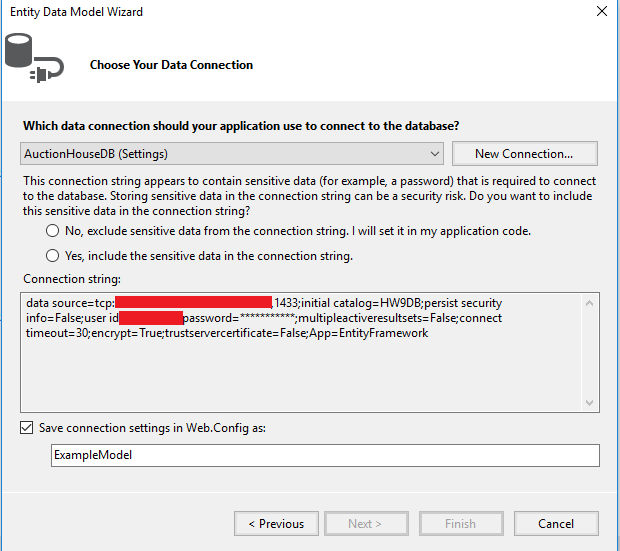 Entity Data Model Wizard
Choose Your Data Connection
Which data connection should your application use to connect to the database?
AuctionHouseDB (Settings)
New Connection...
This connection string appears to contain sensitive data (for example, a password) that is required to connect
to the database. Storing sensitive data in the connection string can be a security risk. Do you want to include
this sensitive data in the connection string?
No, exclude sensitive data from the connection string. I will set it in my application code.
Yes, include the sensitive data in the connection string.
Connection string:
data source=tcp: ,1433;initial catalog=HW9DB;persist security
info=False;user id password=***********;multipleactiveresultsets=False;connect
timeout=30;encrypt=True;trustservercertificate=False;App=EntityFramework
Save connection settings in Web.Config as:
ExampleModel
< Previous
Next >
Finish
Cancel